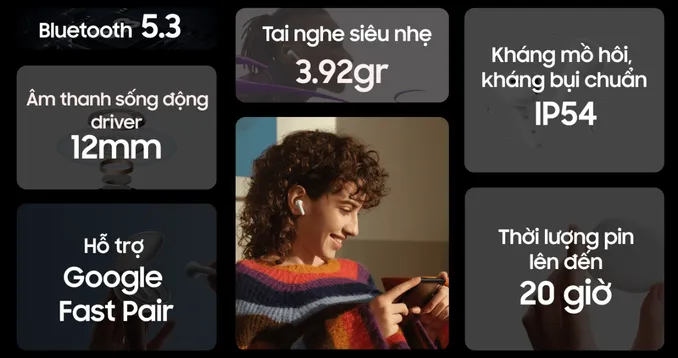 Bluetooth 5.3
Âm thanh sống động
driver
12mm
Hỗ trợ
Google
Fast Pair
Tai nghe siêu nhẹ
3.92gr
Kháng mồ hôi,
kháng bụi chuẩn
IP54
Thời lượng pin
lên đến
20 giờ